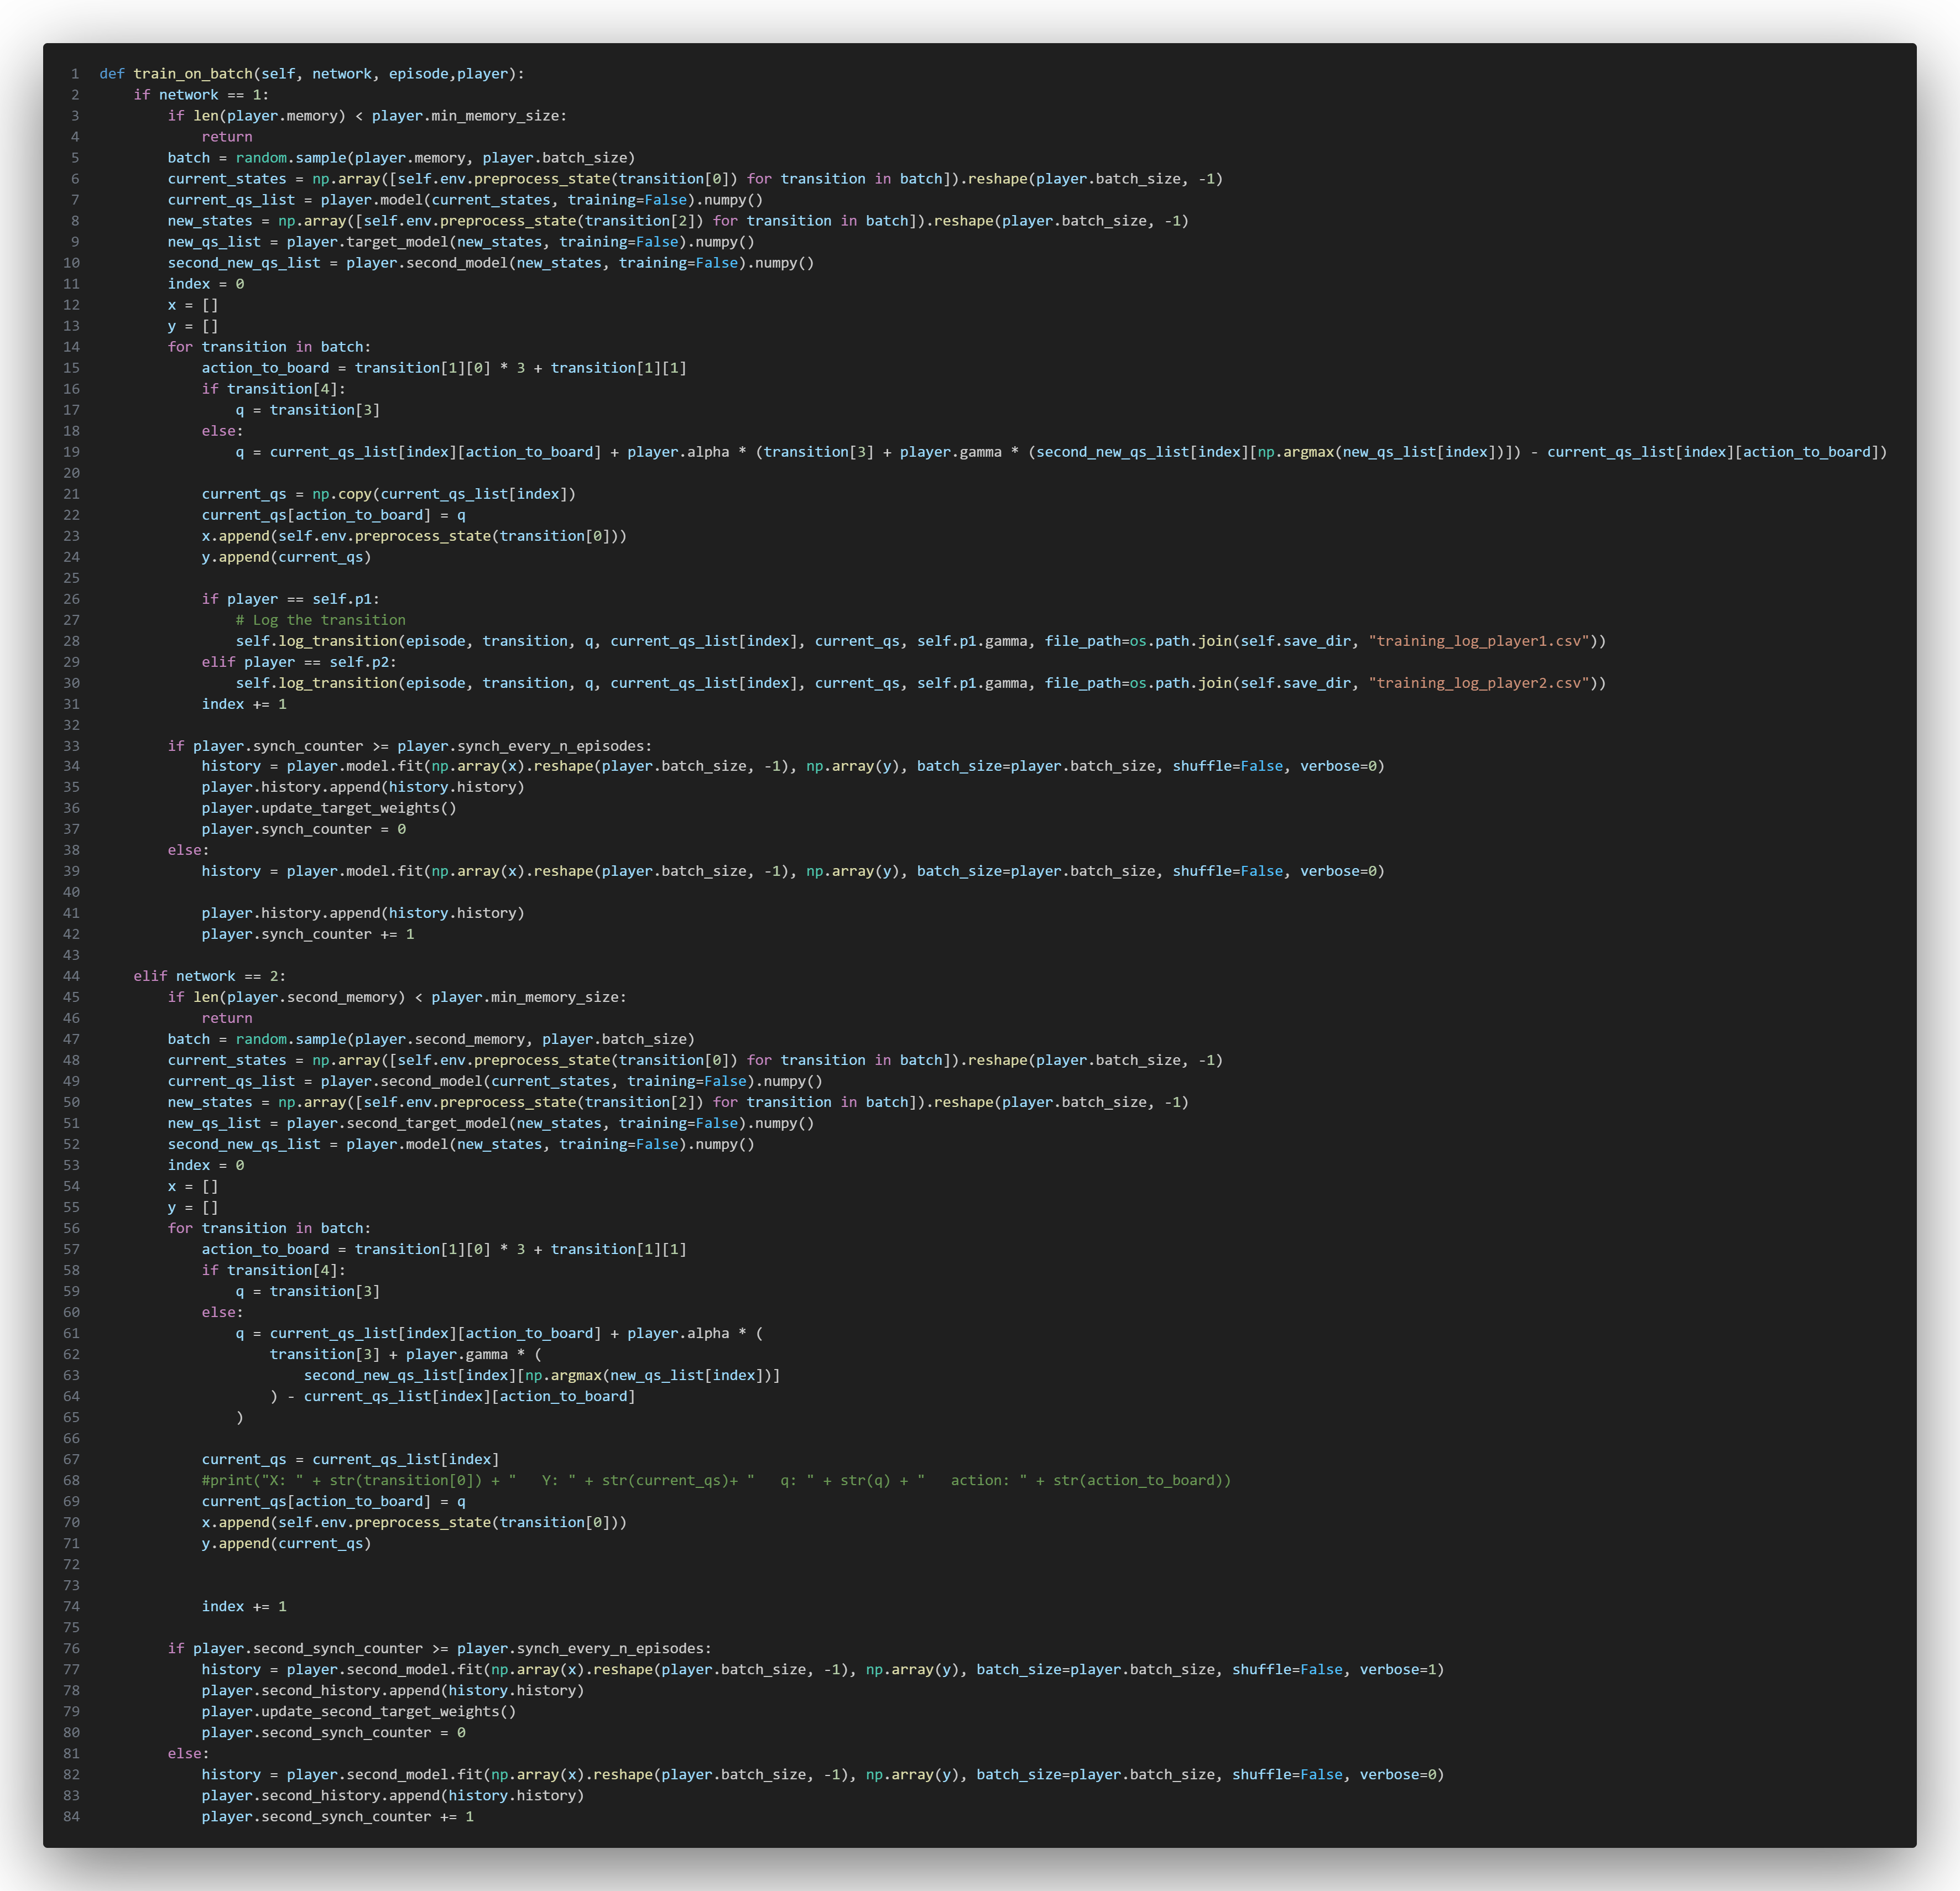 1 def train_on_batch(self, network, episode,player):
2     if network == 1:
3         if len(player.memory) < player.min_memory_size:
4             return
5         batch = random.sample(player.memory, player.batch_size)
6         current_states = np.array([self.env.preprocess_state(transition[0]) for transition in batch]).reshape(player.batch_size, -1)
7         current_qs_list = player.model(current_states, training=False).numpy()
8         new_states = np.array([self.env.preprocess_state(transition[2]) for transition in batch]).reshape(player.batch_size, -1)
9         new_qs_list = player.target_model(new_states, training=False).numpy()
10         second_new_qs_list = player.second_model(new_states, training=False).numpy()
11         index = 0
12         x = []
13         y = []
14         for transition in batch:
15             action_to_board = transition[1][0] * 3 + transition[1][1]
16             if transition[4]:
17                 q = transition[3]
18             else:
19                 q = current_qs_list[index][action_to_board] + player.alpha * (transition[3] + player.gamma * (second_new_qs_list[index][np.argmax(new_qs_list[index])]) - current_qs_list[index][action_to_board])
20
21             current_qs = np.copy(current_qs_list[index])
22             current_qs[action_to_board] = q
23             x.append(self.env.preprocess_state(transition[0]))
24             y.append(current_qs)
25
26             if player == self.p1:
27                 # Log the transition
28                 self.log_transition(episode, transition, q, current_qs_list[index], current_qs, self.p1.gamma, file_path=os.path.join(self.save_dir, "training_log_player1.csv"))
29             elif player == self.p2:
30                 self.log_transition(episode, transition, q, current_qs_list[index], current_qs, self.p1.gamma, file_path=os.path.join(self.save_dir, "training_log_player2.csv"))
31             index += 1
32
33         if player.synch_counter >= player.synch_every_n_episodes:
34             history = player.model.fit(np.array(x).reshape(player.batch_size, -1), np.array(y), batch_size=player.batch_size, shuffle=False, verbose=0)
35             player.history.append(history.history)
36             player.update_target_weights()
37             player.synch_counter = 0
38         else:
39             history = player.model.fit(np.array(x).reshape(player.batch_size, -1), np.array(y), batch_size=player.batch_size, shuffle=False, verbose=0)
40
41             player.history.append(history.history)
42             player.synch_counter += 1
43
44     elif network == 2:
45         if len(player.second_memory) < player.min_memory_size:
46             return
47         batch = random.sample(player.second_memory, player.batch_size)
48         current_states = np.array([self.env.preprocess_state(transition[0]) for transition in batch]).reshape(player.batch_size, -1)
49         current_qs_list = player.second_model(current_states, training=False).numpy()
50         new_states = np.array([self.env.preprocess_state(transition[2]) for transition in batch]).reshape(player.batch_size, -1)
51         new_qs_list = player.second_target_model(new_states, training=False).numpy()
52         second_new_qs_list = player.model(new_states, training=False).numpy()
53         index = 0
54         x = []
55         y = []
56         for transition in batch:
57             action_to_board = transition[1][0] * 3 + transition[1][1]
58             if transition[4]:
59                 q = transition[3]
60             else:
61                 q = current_qs_list[index][action_to_board] + player.alpha * (
62                     transition[3] + player.gamma * (
63                         second_new_qs_list[index][np.argmax(new_qs_list[index])]
64                     ) - current_qs_list[index][action_to_board]
65                 )
66
67             current_qs = current_qs_list[index]
68             #print("X: " + str(transition[0]) + "   Y: " + str(current_qs)+ "   q: " + str(q) + "   action: " + str(action_to_board))
69             current_qs[action_to_board] = q
70             x.append(self.env.preprocess_state(transition[0]))
71             y.append(current_qs)
72
73
74             index += 1
75
76         if player.second_synch_counter >= player.synch_every_n_episodes:
77             history = player.second_model.fit(np.array(x).reshape(player.batch_size, -1), np.array(y), batch_size=player.batch_size, shuffle=False, verbose=1)
78             player.second_history.append(history.history)
79             player.update_second_target_weights()
80             player.second_synch_counter = 0
81         else:
82             history = player.second_model.fit(np.array(x).reshape(player.batch_size, -1), np.array(y), batch_size=player.batch_size, shuffle=False, verbose=0)
83             player.second_history.append(history.history)
84             player.second_synch_counter += 1